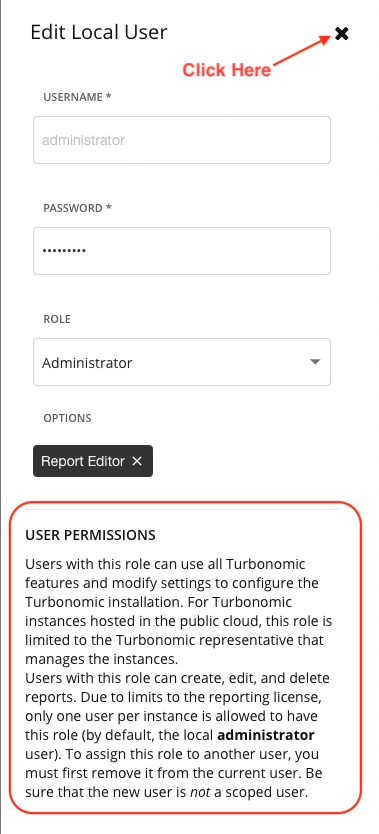 Edit Local User
Click Here
USERNAME *
administrator
PASSWORD *
•••••••••
ROLE
Administrator
OPTIONS
Report Editor ×
USER PERMISSIONS
Users with this role can use all Turbonomic
features and modify settings to configure the
Turbonomic installation. For Turbonomic
instances hosted in the public cloud, this role is
limited to the Turbonomic representative that
manages the instances.
Users with this role can create, edit, and delete
reports. Due to limits to the reporting license,
only one user per instance is allowed to have
this role (by default, the local administrator
user). To assign this role to another user, you
must first remove it from the current user. Be
sure that the new user is not a scoped user.